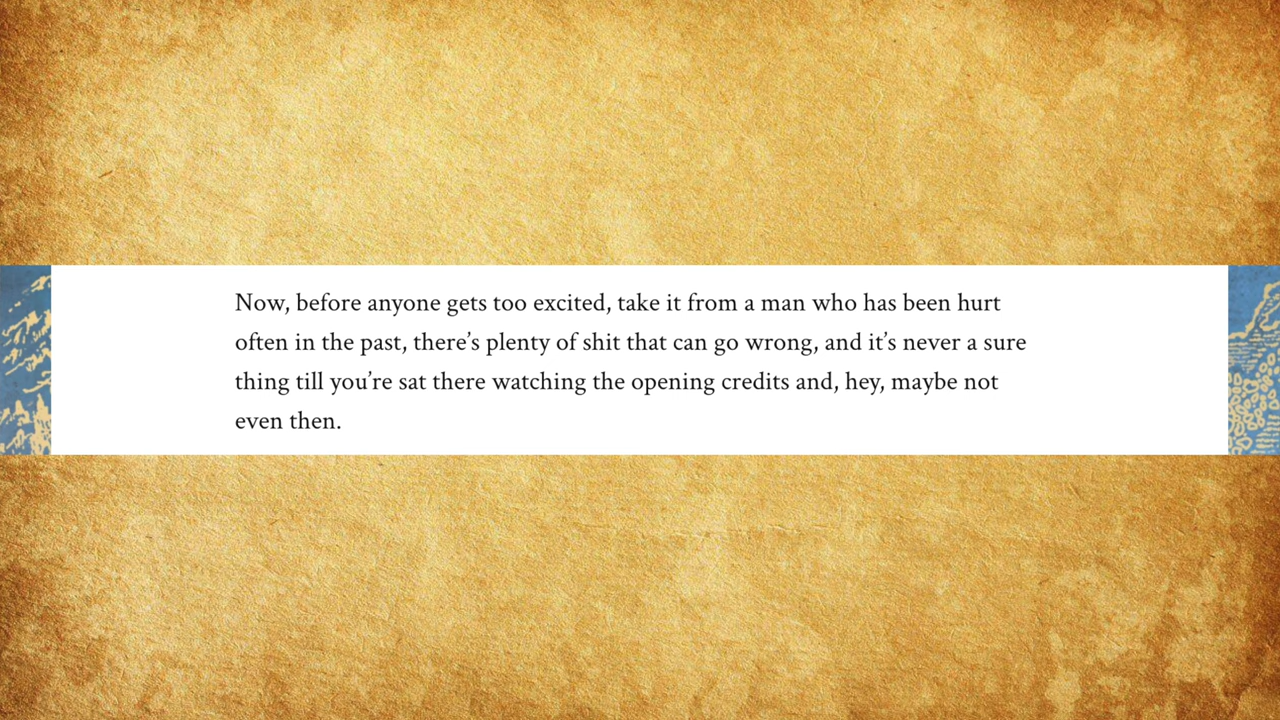 Now, before anyone gets too excited, take it from a man who has been hurt
often in the past, there’s plenty of shit that can go wrong, and it’s never a sure
thing till you’re sat there watching the opening credits and, hey, maybe not
even then.